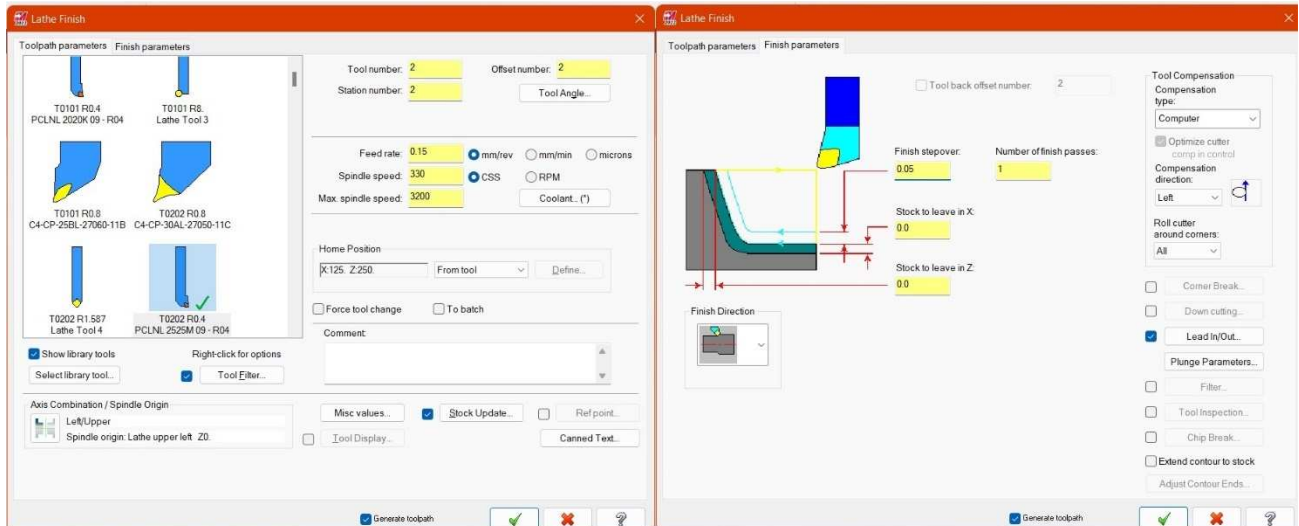 Lathe Finish
Toolpath parameters Finish parameters
T0101 R0.4
PCLNL 2020K 09 - R04
T0101 R8.
Lathe Tool 3
T0101 R0.8
C4-CP-25BL-27060-11B
T0202 R0.8
C4-CP-30AL-27050-11C
T0202 R1.587
Lathe Tool 4
T0202 R0.4
PCLNL 2525M 09 - R04
Show library tools
Right-click for options
Select library tool...
Tool Filter...
Axis Combination / Spindle Origin
Left/Upper
Spindle origin: Lathe upper left Z0.
Tool number: 2
Offset number: 2
Station number: 2
Tool Angle...
Feed rate: 0.15 mm/rev mm/min microns
Spindle speed: 330 CSS RPM
Max. spindle speed: 3200
Coolant... (*)
Home Position
X:125. Z:250. From tool Define...
Force tool change To batch
Comment:
Misc values... Stock Update... Ref point...
Tool Display... Canned Text...
Generate toolpath
Lathe Finish
Toolpath parameters Finish parameters
Tool back offset number: 2
Finish stepover:
0.05
Number of finish passes:
1
Stock to leave in X:
0.0
Stock to leave in Z:
0.0
Finish Direction
Tool Compensation
Compensation
type:
Computer
Optimize cutter
comp in control
Compensation
direction:
Left
Roll cutter
around corners:
All
Corner Break...
Down cutting...
Lead In/Out...
Plunge Parameters...
Filter...
Tool Inspection...
Chip Break...
Extend contour to stock
Adjust Contour Ends...
Generate toolpath